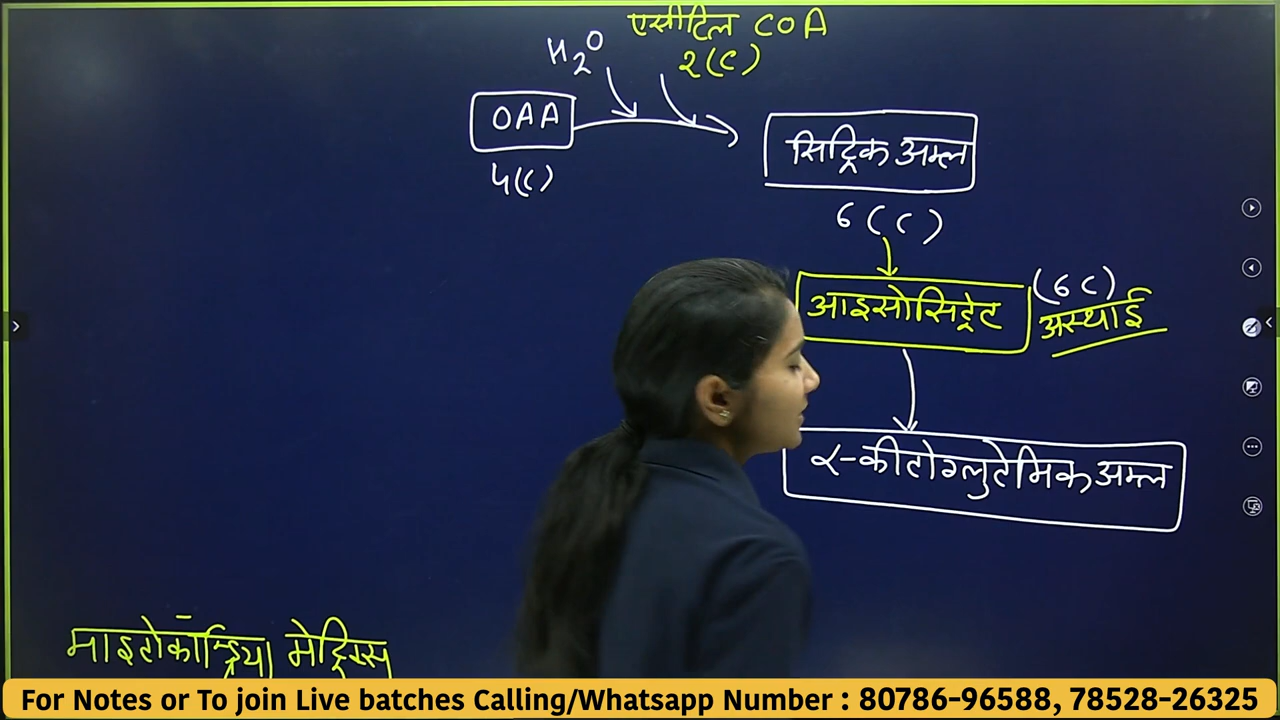 एसीटिल COA
H2O
2(C)
OAA
4(C)
सिट्रिक अम्ल
6(C)
आइसोसिट्रेट
(6C)
अस्थाई
α-कीटोग्लुटेमिक अम्ल
माइटोकॉन्ड्रिया मेट्रिक्स
For Notes or To join Live batches Calling/Whatsapp Number : 80786-96588, 78528-26325